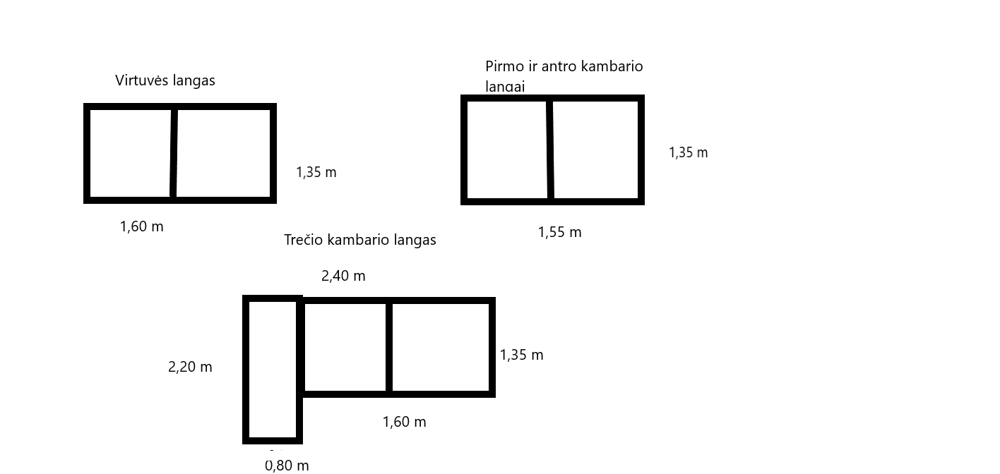 Pirmo ir antro kambario
langai
Virtuvės langas
1,35 m
1,35 m
1,60 m
1,55 m
Trečio kambario langas
2,40 m
1,35 m
2,20 m
1,60 m
0,80 m